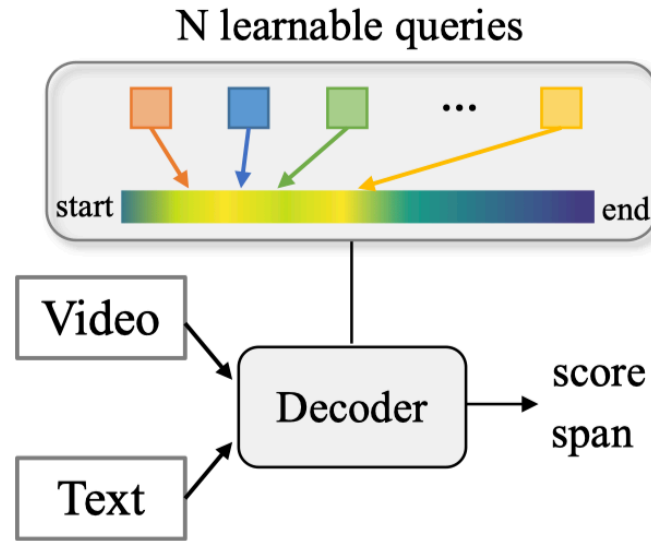 N learnable queries
...
start
end
Video
Decoder
score
span
Text